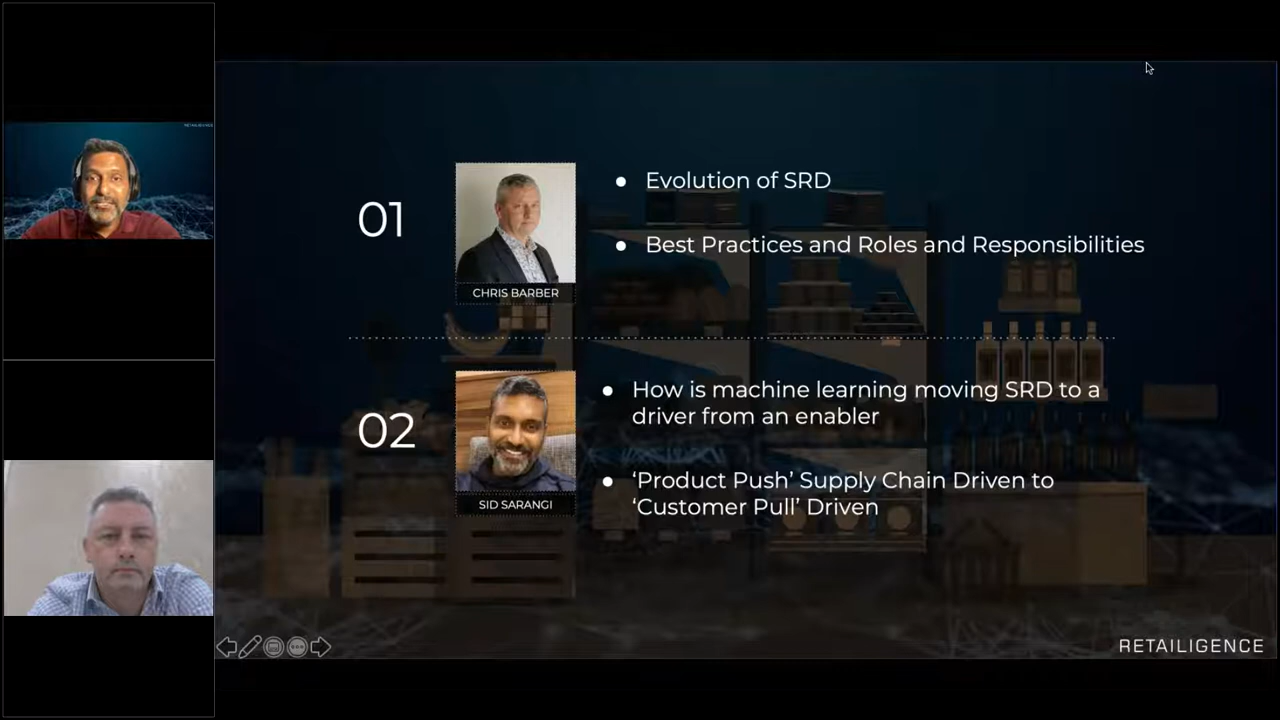 RETAILIGENCE
01
CHRIS BARBER
● Evolution of SRD
● Best Practices and Roles and Responsibilities
02
SID SARANGI
● How is machine learning moving SRD to a
driver from an enabler
● ‘Product Push’ Supply Chain Driven to
‘Customer Pull’ Driven
RETAILIGENCE